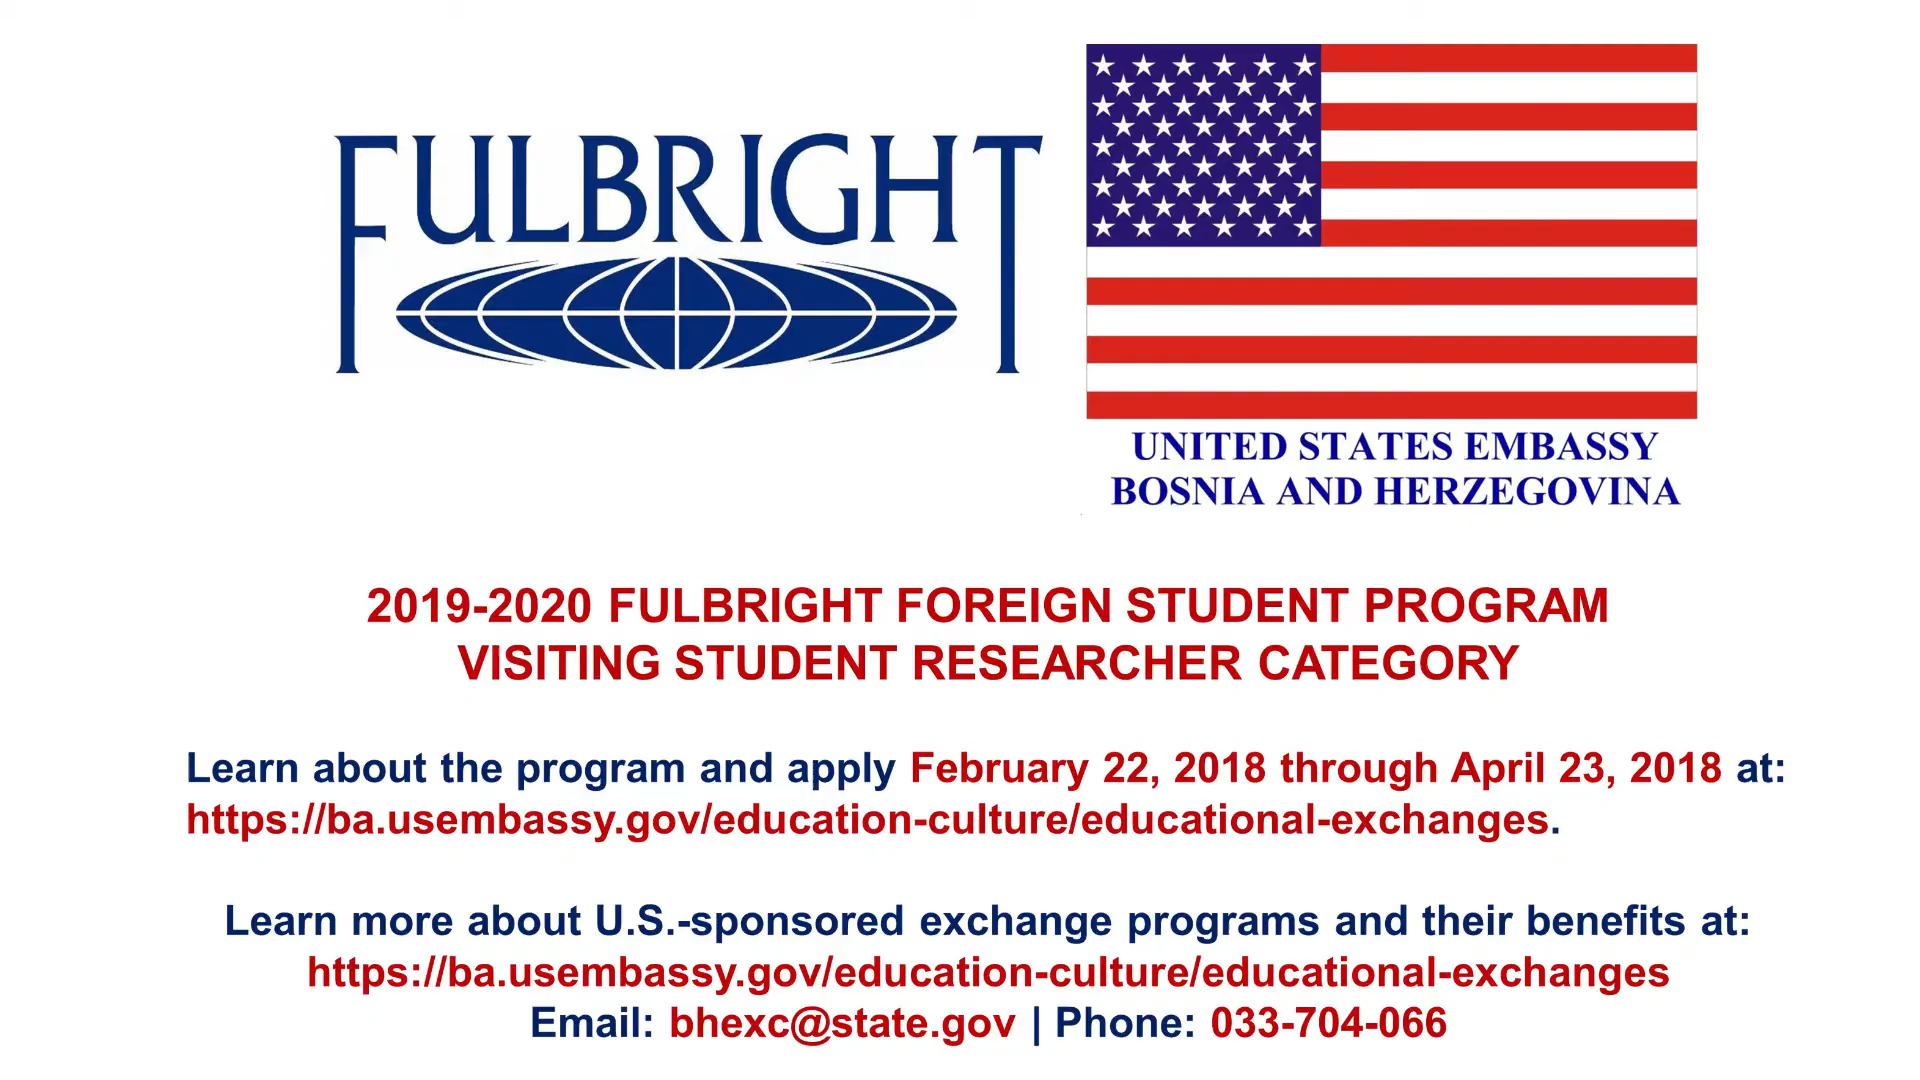 FULBRIGHT
UNITED STATES EMBASSY
BOSNIA AND HERZEGOVINA
2019-2020 FULBRIGHT FOREIGN STUDENT PROGRAM
VISITING STUDENT RESEARCHER CATEGORY
Learn about the program and apply February 22, 2018 through April 23, 2018 at:
https://ba.usembassy.gov/education-culture/educational-exchanges.
Learn more about U.S.-sponsored exchange programs and their benefits at:
https://ba.usembassy.gov/education-culture/educational-exchanges
Email: bhexc@state.gov | Phone: 033-704-066